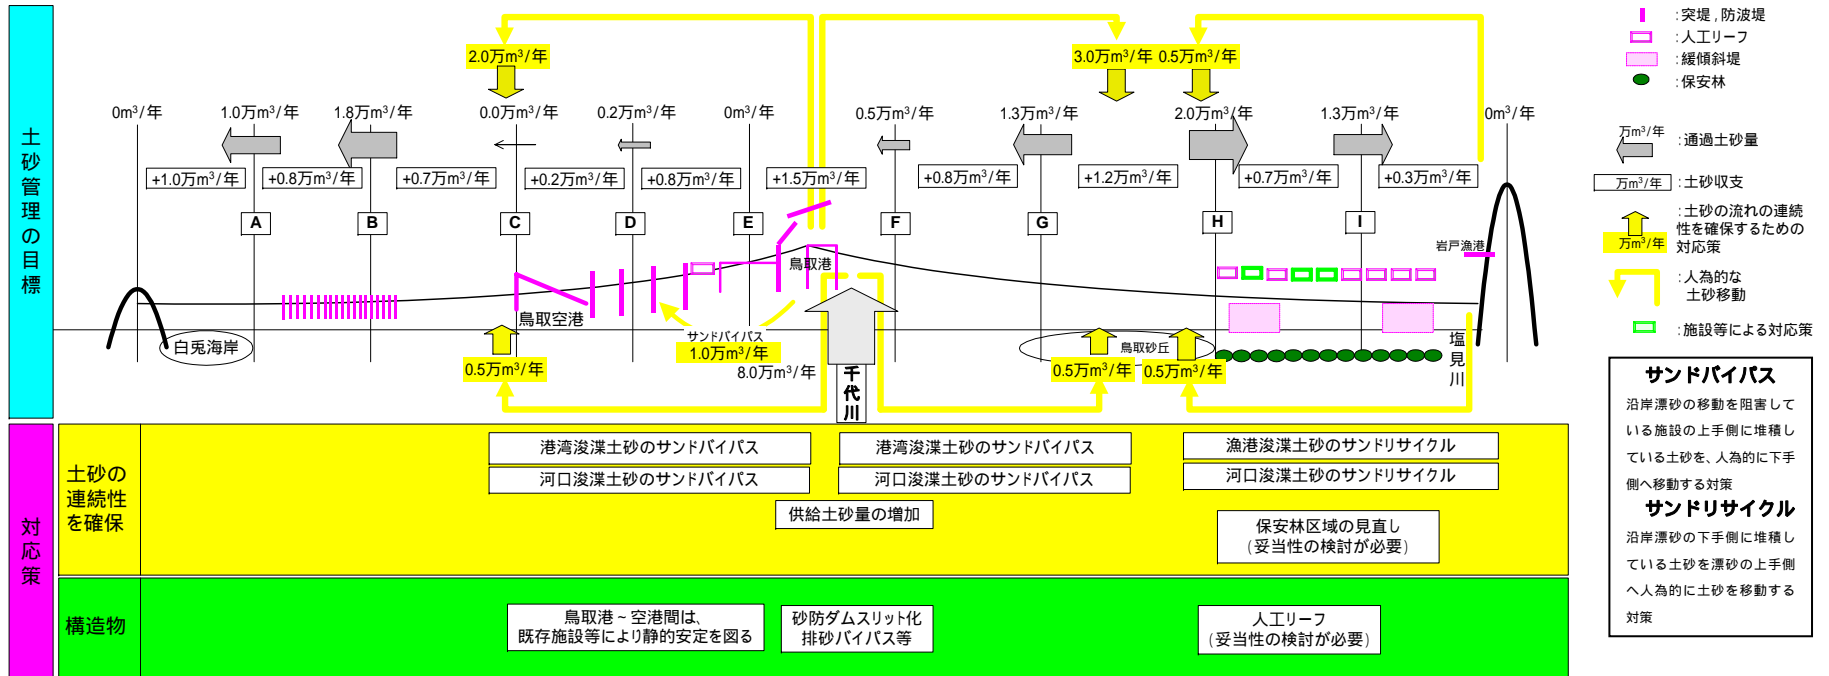 土砂管理の目標
2.0万m³/年
3.0万m³/年
0.5万m³/年
0m³/年
1.0万m³/年
1.8万m³/年
0.0万m³/年
0.2万m³/年
0m³/年
0.5万m³/年
1.3万m³/年
2.0万m³/年
1.3万m³/年
0m³/年
+1.0万m³/年
+0.8万m³/年
+0.7万m³/年
+0.2万m³/年
+0.8万m³/年
+1.5万m³/年
+0.8万m³/年
+1.2万m³/年
+0.7万m³/年
+0.3万m³/年
A
B
C
D
E
F
G
H
I
岩戸漁港
鳥取港
鳥取空港
白兎海岸
サンドバイパス
1.0万m³/年
8.0万m³/年
千代川
鳥取砂丘
塩見川
0.5万m³/年
0.5万m³/年
0.5万m³/年
:突堤,防波堤
:人工リーフ
:緩傾斜堤
:保安林
万m³/年
:通過土砂量
万m³/年
:土砂収支
:土砂の流れの連続
性を確保するための
対応策
万m³/年
:人為的な
土砂移動
:施設等による対応策
サンドバイパス
沿岸漂砂の移動を阻害して
いる施設の上手側に堆積し
ている土砂を、人為的に下手
側へ移動する対策
サンドリサイクル
沿岸漂砂の下手側に堆積し
ている土砂を漂砂の上手側
へ人為的に土砂を移動する
対策
対応策
土砂の
連続性
を確保
港湾浚渫土砂のサンドバイパス
河口浚渫土砂のサンドバイパス
港湾浚渫土砂のサンドバイパス
河口浚渫土砂のサンドバイパス
漁港浚渫土砂のサンドリサイクル
河口浚渫土砂のサンドリサイクル
供給土砂量の増加
保安林区域の見直し
(妥当性の検討が必要)
構造物
鳥取港~空港間は、
既存施設等により静的安定を図る
砂防ダムスリット化
排砂バイパス等
人工リーフ
(妥当性の検討が必要)